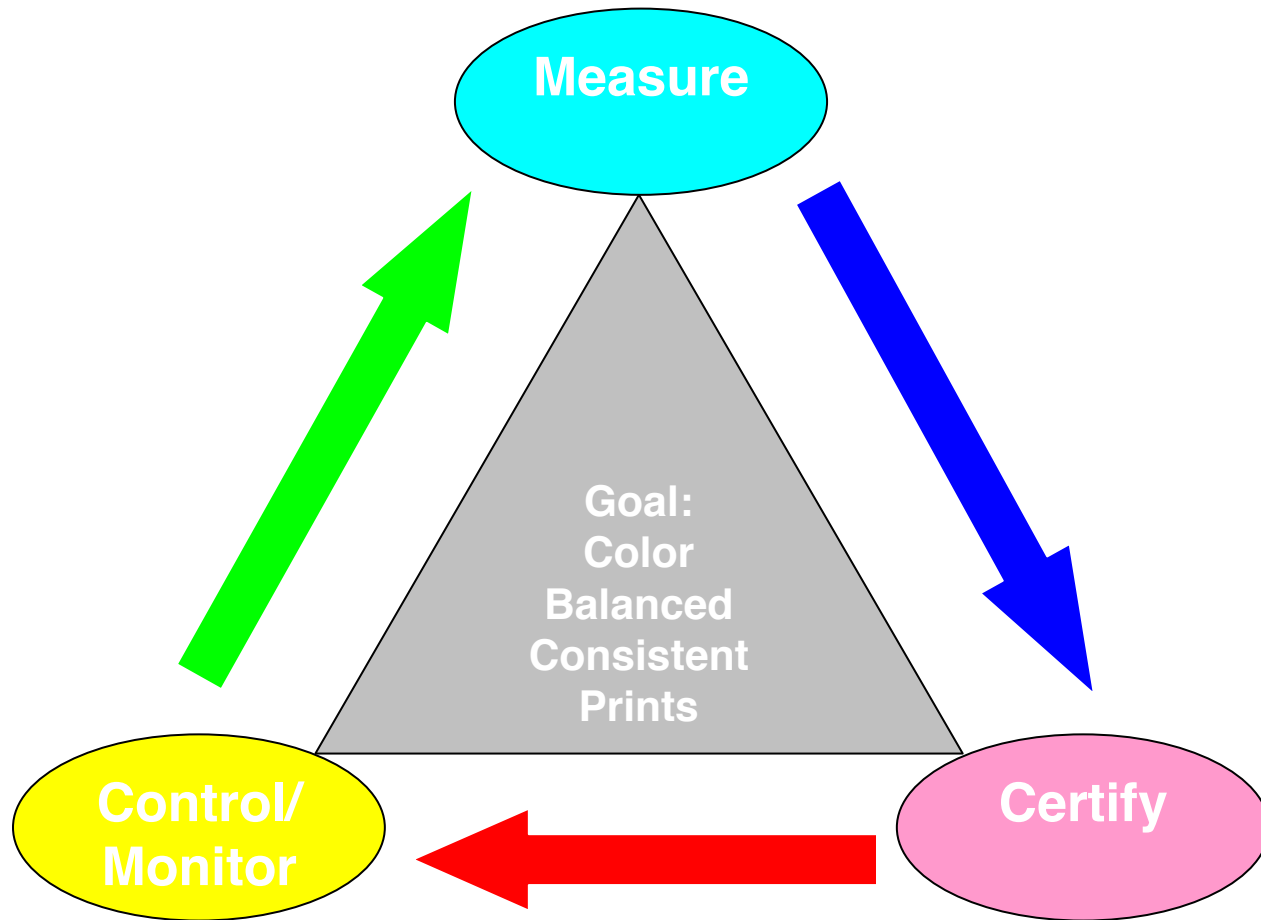 Measure
Goal:
Color
Balanced
Consistent
Prints
Control/
Monitor
Certify